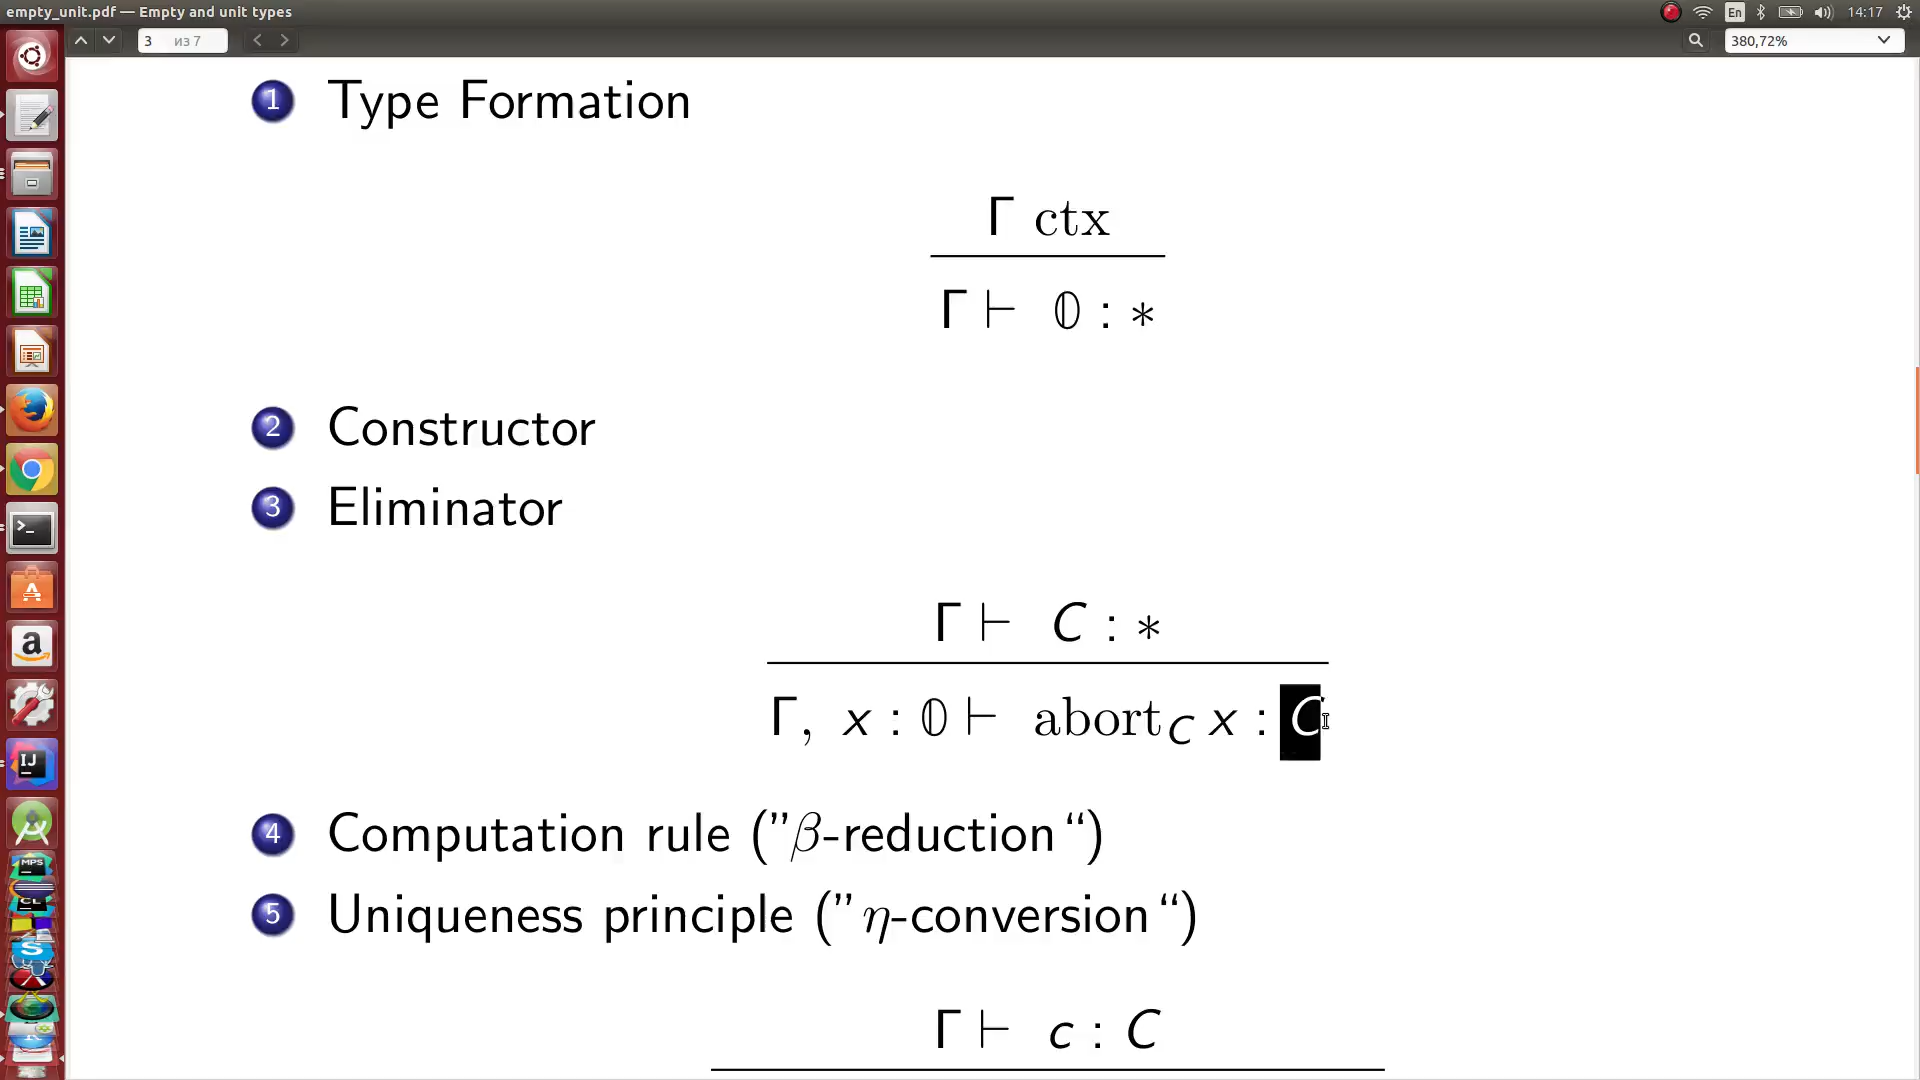 empty_unit.pdf — Empty and unit types
En
14:17
3 из 7
380,72%
1 Type Formation
Γ ctx
Γ ⊢ 𝟘 : ∗
2 Constructor
3 Eliminator
Γ ⊢ C : ∗
Γ, x : 𝟘 ⊢ abort_C x : C
4 Computation rule ("β-reduction“)
5 Uniqueness principle ("η-conversion“)
Γ ⊢ c : C